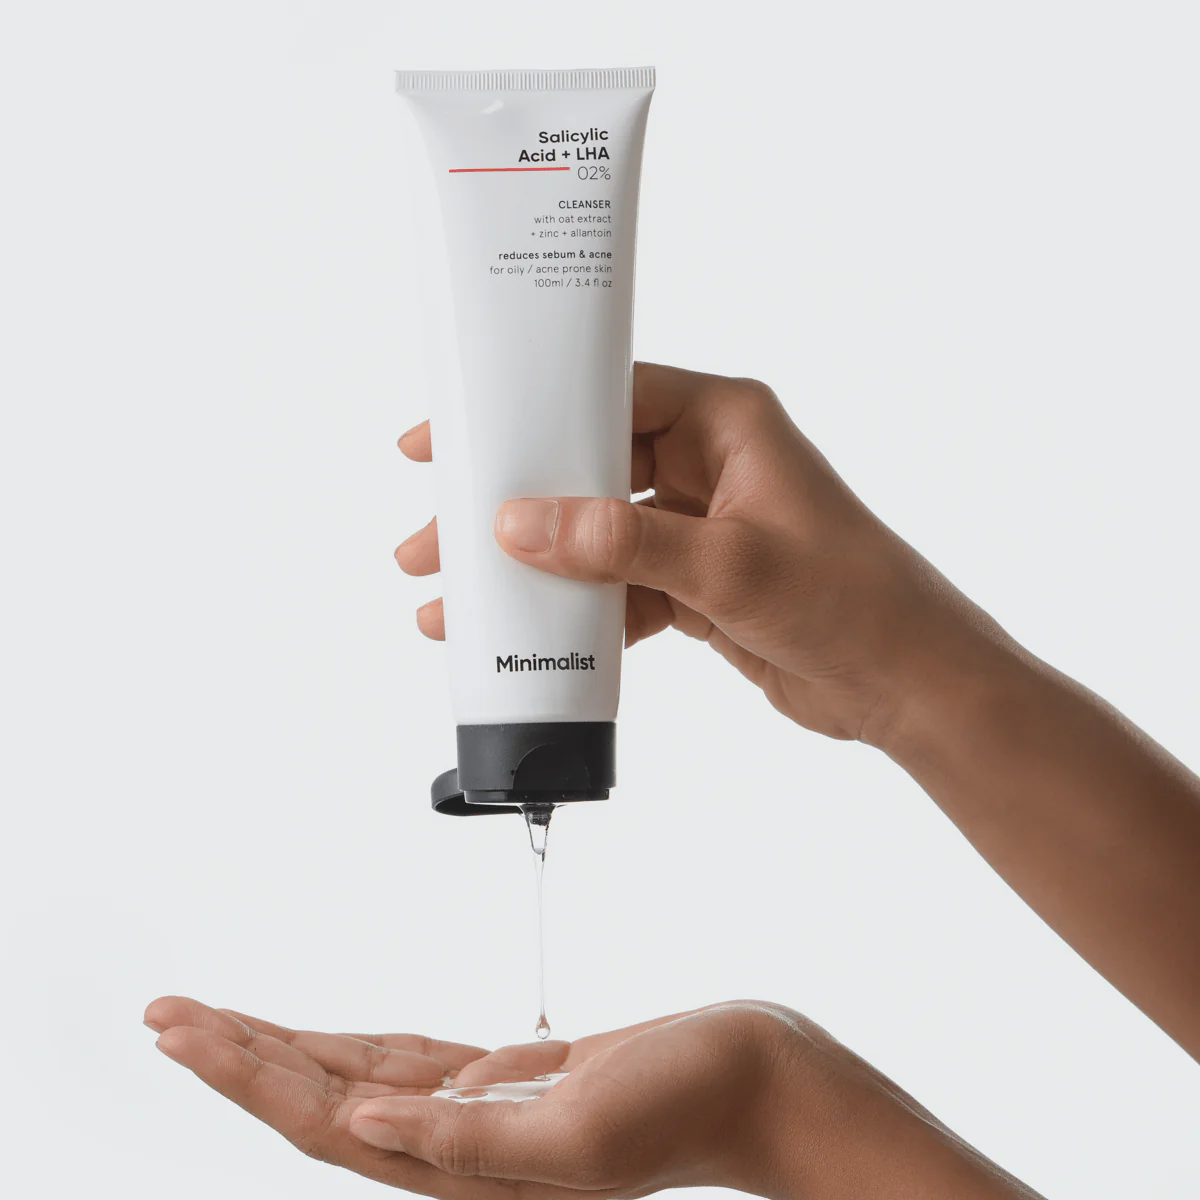 Salicylic
Acid + LHA
02%
CLEANSER
with oat extract
+ zinc + allantoin
reduces sebum & acne
for oily / acne prone skin
100ml / 3.4 fl oz
Minimalist